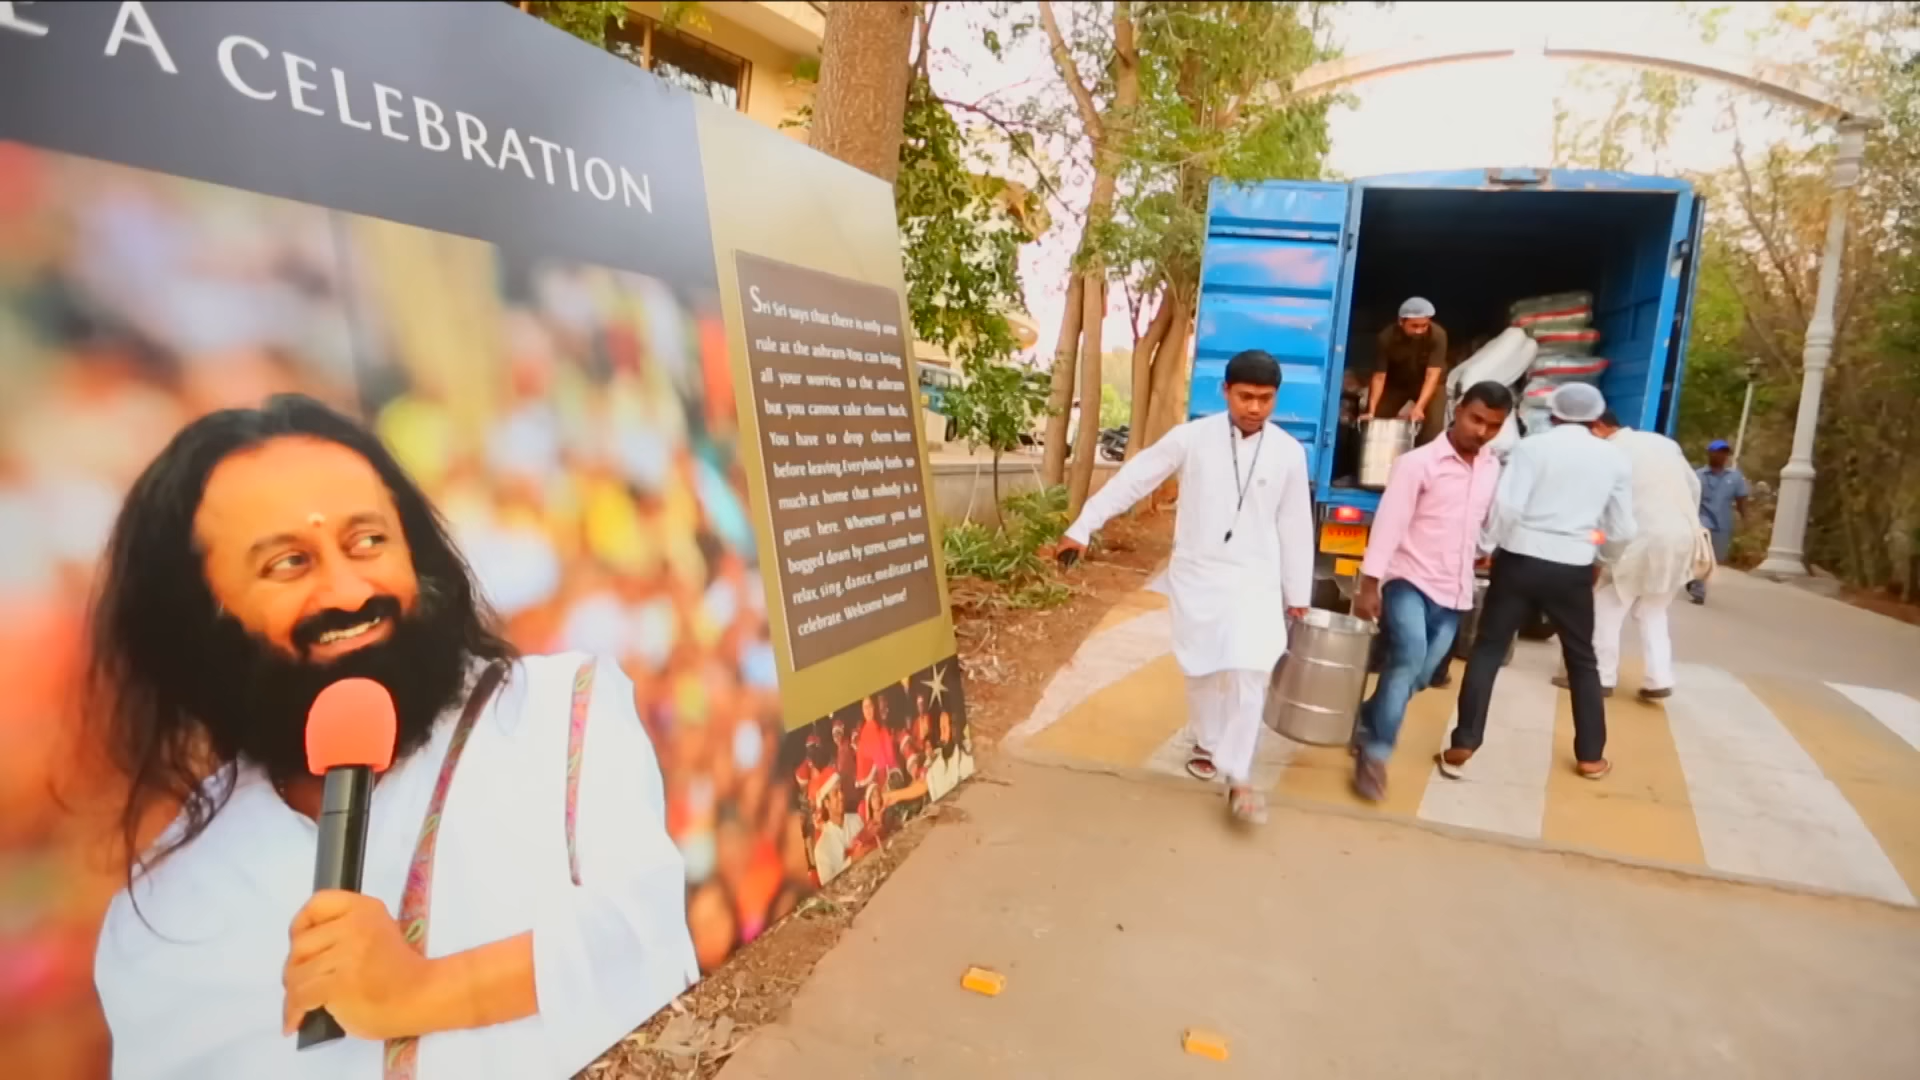 E A CELEBRATION
Sri Sri says that there is only one
rule at the ashram-You can bring
all your worries to the ashram
but you cannot take them back.
You have to drop them here
before leaving.Everybody feels so
much at home that nobody is a
guest here. Whenever you feel
bogged down by stress, come here
relax, sing, dance, meditate and
celebrate. Welcome home!
STOP